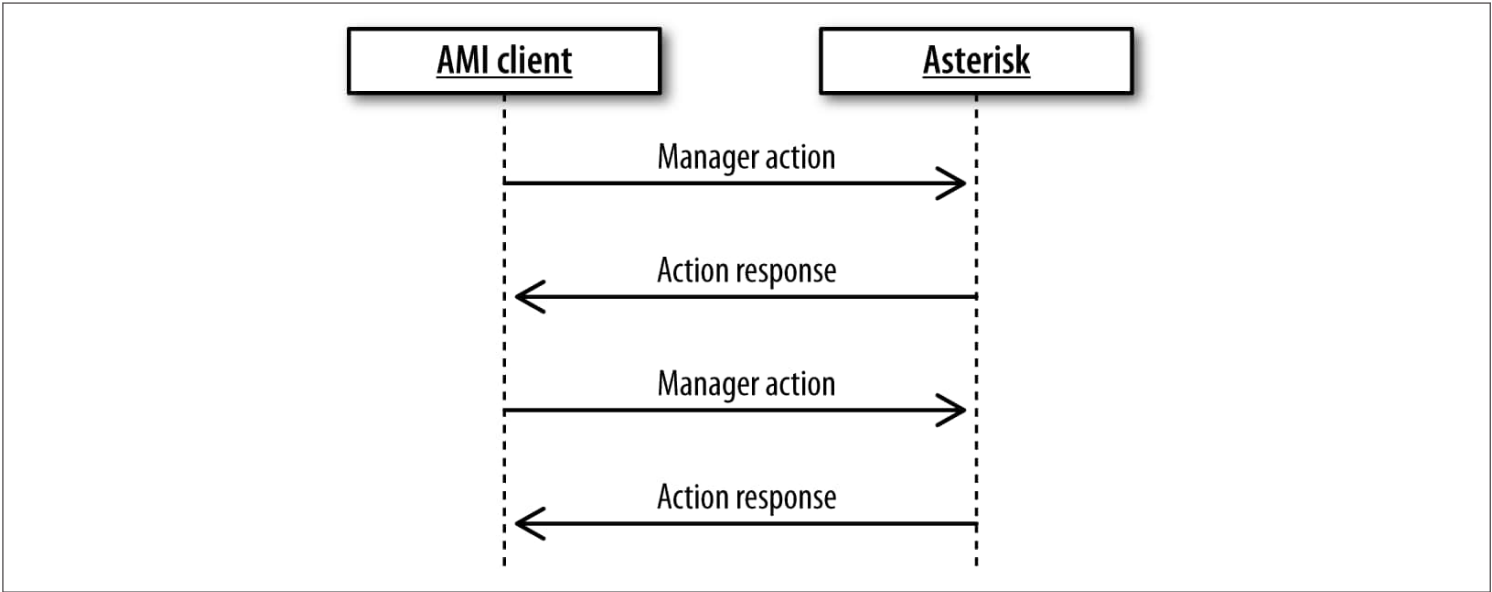 AMI client
Asterisk
Manager action
Action response
Manager action
Action response